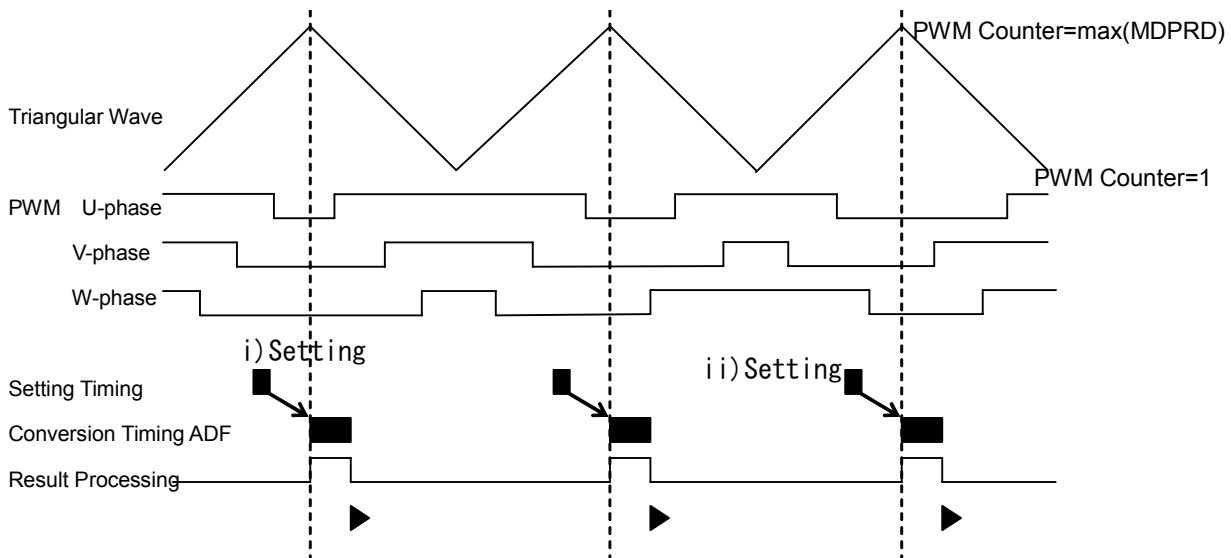 PWM Counter=max(MDPRD)
Triangular Wave
PWM Counter=1
PWM U-phase
V-phase
W-phase
i)Setting
ii)Setting
Setting Timing
Conversion Timing ADF
Result Processing